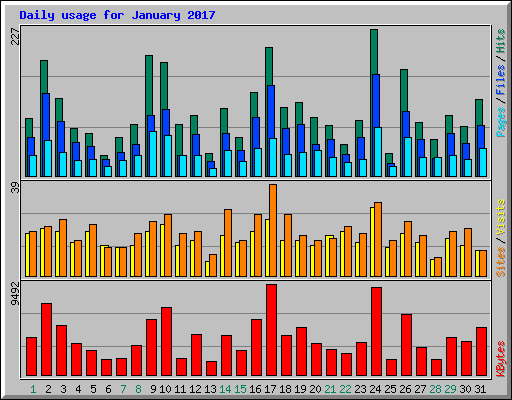 Daily usage for January 2017
227
Pages / Files / Hits
39
Sites / Visits
9492
KBytes
1 2 3 4 5 6 7 8 9 10 11 12 13 14 15 16 17 18 19 20 21 22 23 24 25 26 27 28 29 30 31